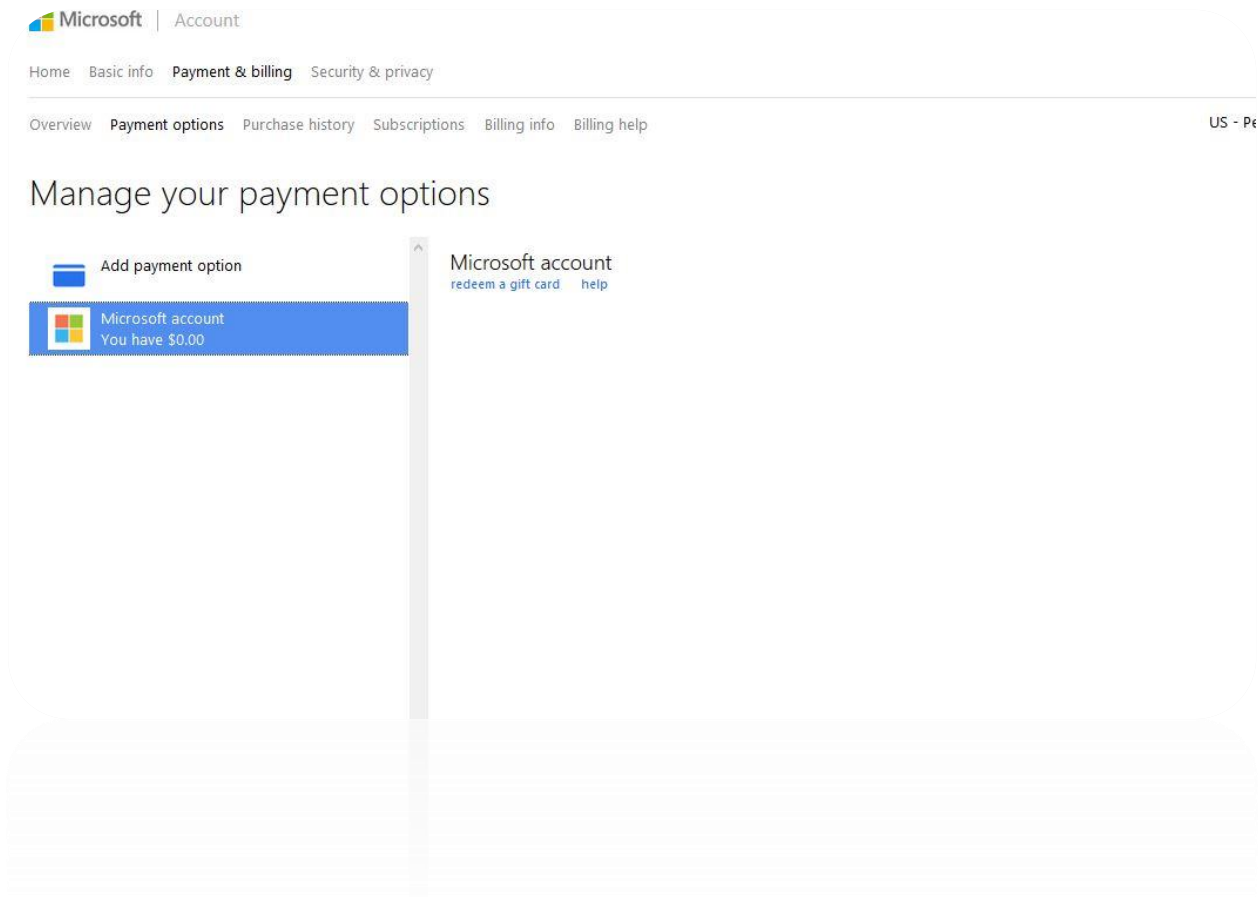 Microsoft | Account
Home Basic info Payment & billing Security & privacy
Overview Payment options Purchase history Subscriptions Billing info Billing help US - Pe
Manage your payment options
Add payment option
Microsoft account
You have $0.00
Microsoft account
redeem a gift card help